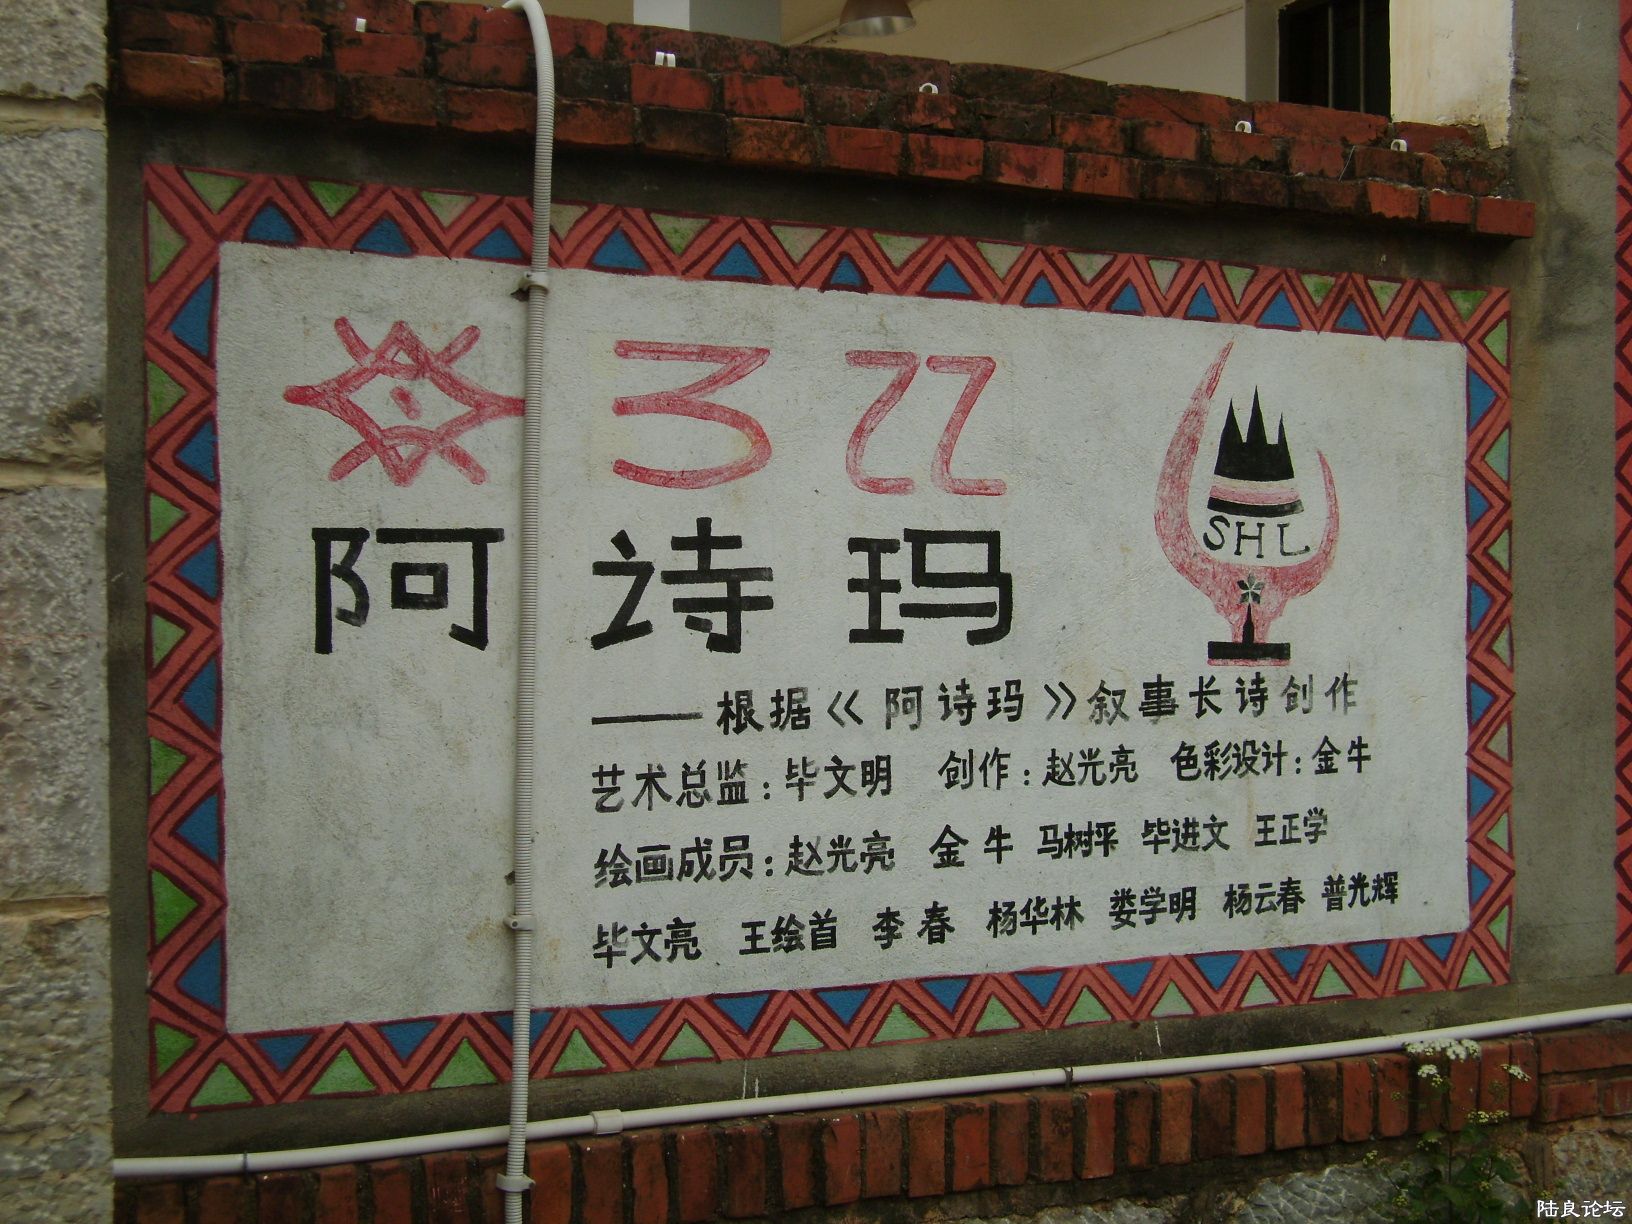 阿诗玛
SHL
——根据《阿诗玛》叙事长诗创作
艺术总监：毕文明 创作：赵光亮 色彩设计：金牛
绘画成员：赵光亮 金牛 马树平 毕进文 王正学
毕文亮 王绘首 李春 杨华林 娄学明 杨云春 普光辉
陆良论坛